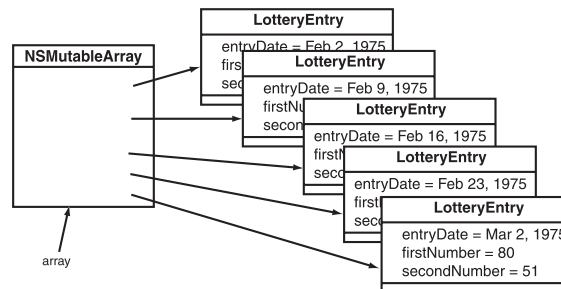 NSMutableArray
array
LotteryEntry
entryDate = Feb 2, 1975
LotteryEntry
entryDate = Feb 9, 1975
LotteryEntry
entryDate = Feb 16, 1975
LotteryEntry
entryDate = Feb 23, 1975
LotteryEntry
entryDate = Mar 2, 1975
firstNumber = 80
secondNumber = 51